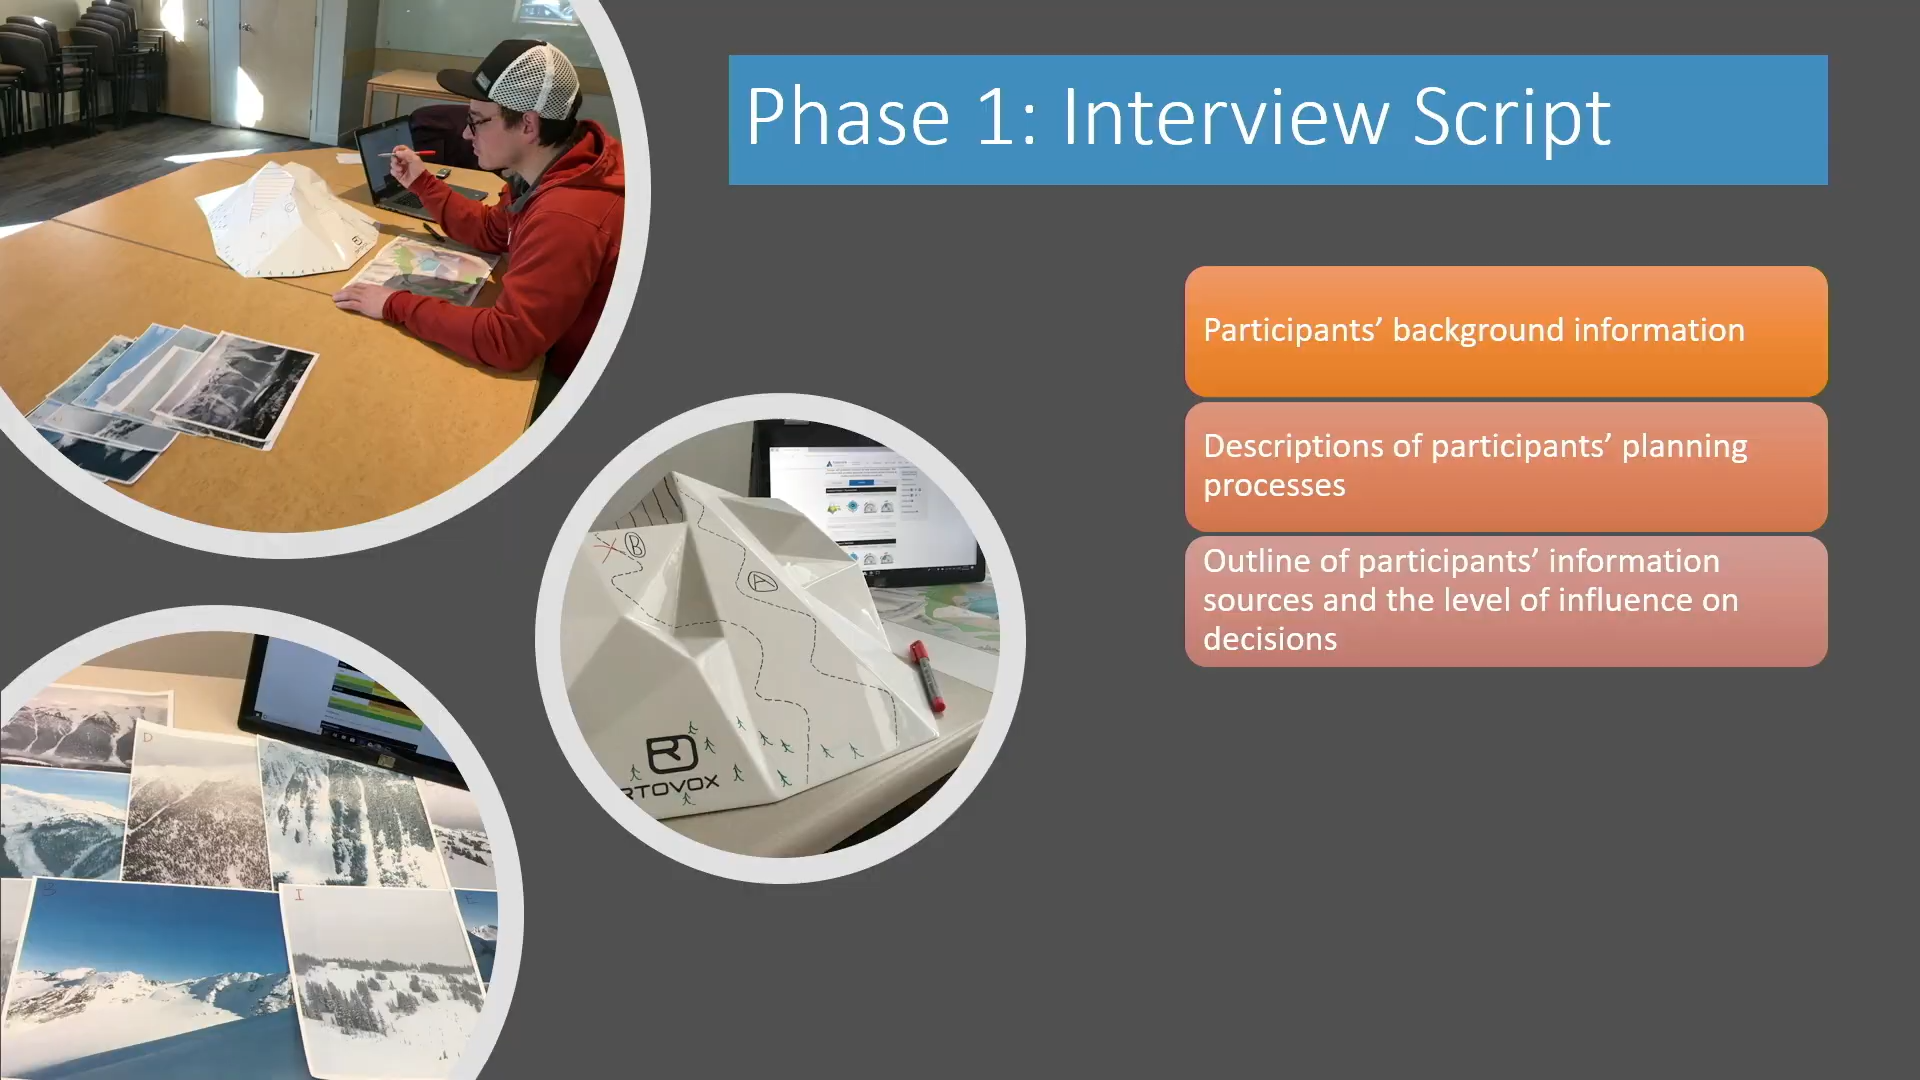 Phase 1: Interview Script
Participants’ background information
Descriptions of participants’ planning
processes
Outline of participants’ information
sources and the level of influence on
decisions
B
A
RTOVOX
D
B
I
E